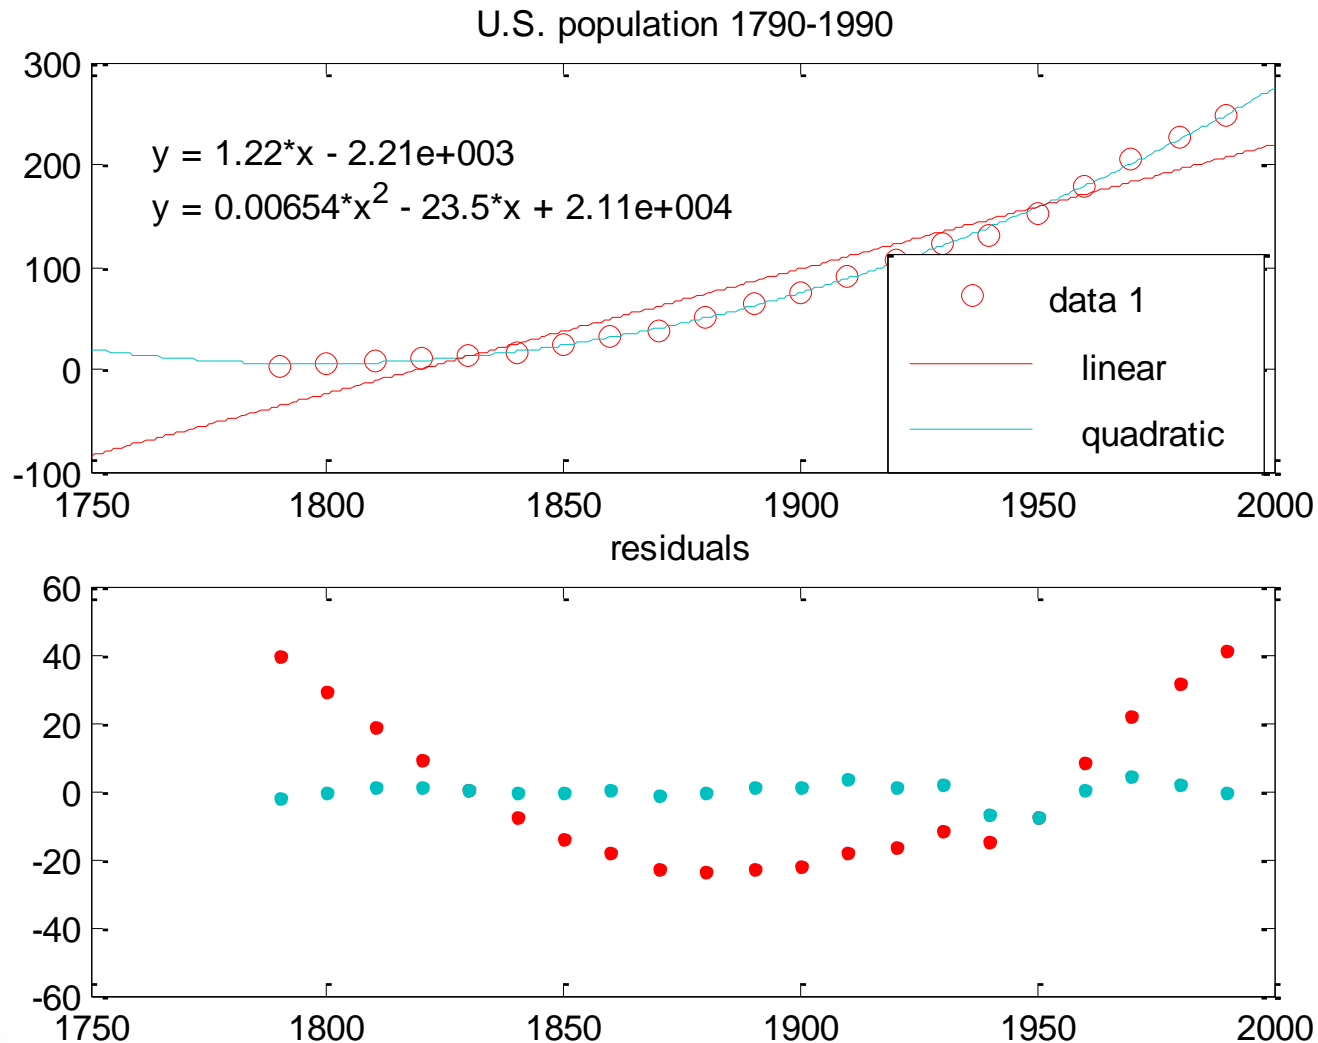 U.S. population 1790-1990
300
200
100
0
-100
y = 1.22*x - 2.21e+003
y = 0.00654*x2 - 23.5*x + 2.11e+004
data 1
linear
quadratic
1750 1800 1850 1900 1950 2000
residuals
60
40
20
0
-20
-40
-60
1750 1800 1850 1900 1950 2000